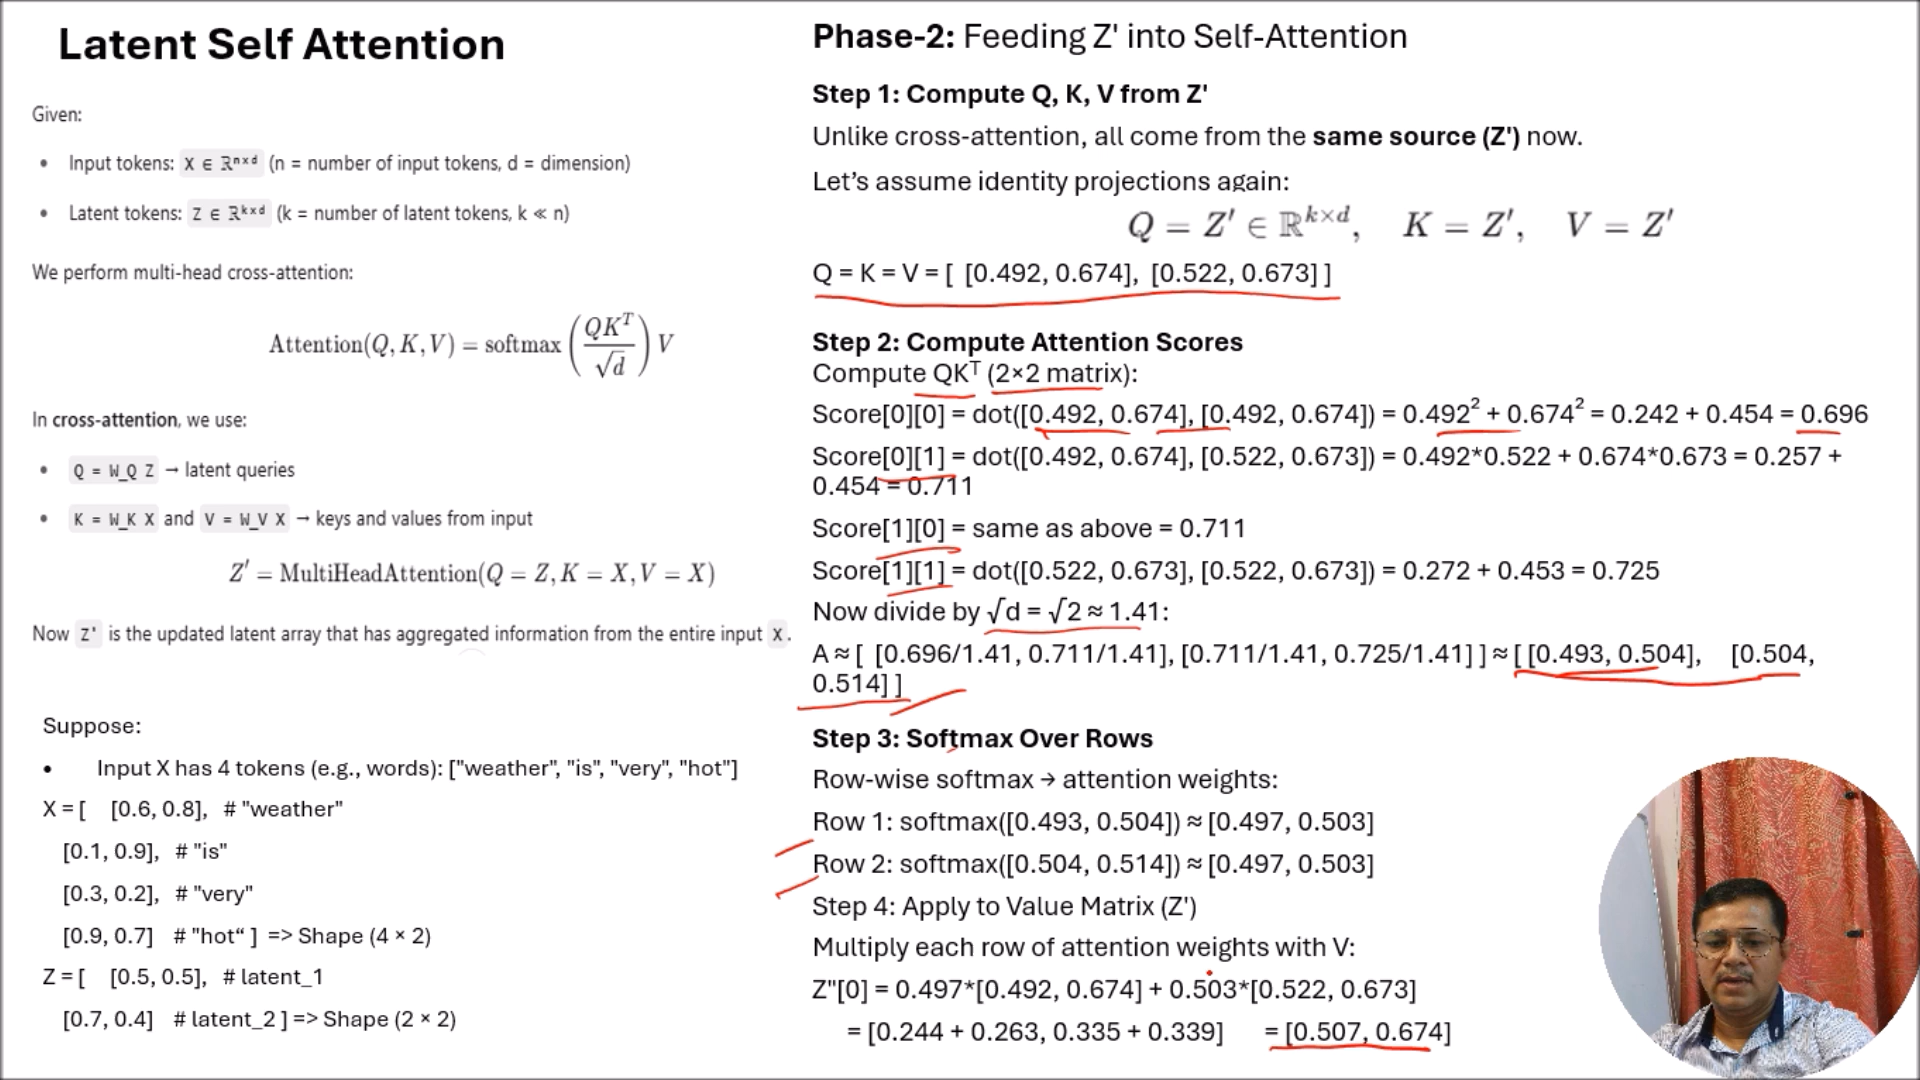 Latent Self Attention
Given:
• Input tokens: X ∈ ℝⁿˣᵈ (n = number of input tokens, d = dimension)
• Latent tokens: Z ∈ ℝᵏˣᵈ (k = number of latent tokens, k ≪ n)
We perform multi-head cross-attention:
Attention(Q, K, V) = softmax(QKᵀ / √d) V
In cross-attention, we use:
• Q = W_Q Z → latent queries
• K = W_K X and V = W_V X → keys and values from input
Z′ = MultiHeadAttention(Q = Z, K = X, V = X)
Now Z' is the updated latent array that has aggregated information from the entire input X.
Suppose:
• Input X has 4 tokens (e.g., words): ["weather", "is", "very", "hot"]
X = [ [0.6, 0.8], # "weather"
[0.1, 0.9], # "is"
[0.3, 0.2], # "very"
[0.9, 0.7] # "hot“ ] => Shape (4 × 2)
Z = [ [0.5, 0.5], # latent_1
[0.7, 0.4] # latent_2 ] => Shape (2 × 2)
Phase-2: Feeding Z' into Self-Attention
Step 1: Compute Q, K, V from Z'
Unlike cross-attention, all come from the same source (Z') now.
Let’s assume identity projections again:
Q = Z′ ∈ ℝᵏˣᵈ, K = Z′, V = Z′
Q = K = V = [ [0.492, 0.674], [0.522, 0.673] ]
Step 2: Compute Attention Scores
Compute QKᵀ (2×2 matrix):
Score[0][0] = dot([0.492, 0.674], [0.492, 0.674]) = 0.492² + 0.674² = 0.242 + 0.454 = 0.696
Score[0][1] = dot([0.492, 0.674], [0.522, 0.673]) = 0.492*0.522 + 0.674*0.673 = 0.257 +
0.454 = 0.711
Score[1][0] = same as above = 0.711
Score[1][1] = dot([0.522, 0.673], [0.522, 0.673]) = 0.272 + 0.453 = 0.725
Now divide by √d = √2 ≈ 1.41:
A ≈ [ [0.696/1.41, 0.711/1.41], [0.711/1.41, 0.725/1.41] ] ≈ [ [0.493, 0.504], [0.504,
0.514] ]
Step 3: Softmax Over Rows
Row-wise softmax → attention weights:
Row 1: softmax([0.493, 0.504]) ≈ [0.497, 0.503]
Row 2: softmax([0.504, 0.514]) ≈ [0.497, 0.503]
Step 4: Apply to Value Matrix (Z')
Multiply each row of attention weights with V:
Z''[0] = 0.497*[0.492, 0.674] + 0.503*[0.522, 0.673]
= [0.244 + 0.263, 0.335 + 0.339] = [0.507, 0.674]